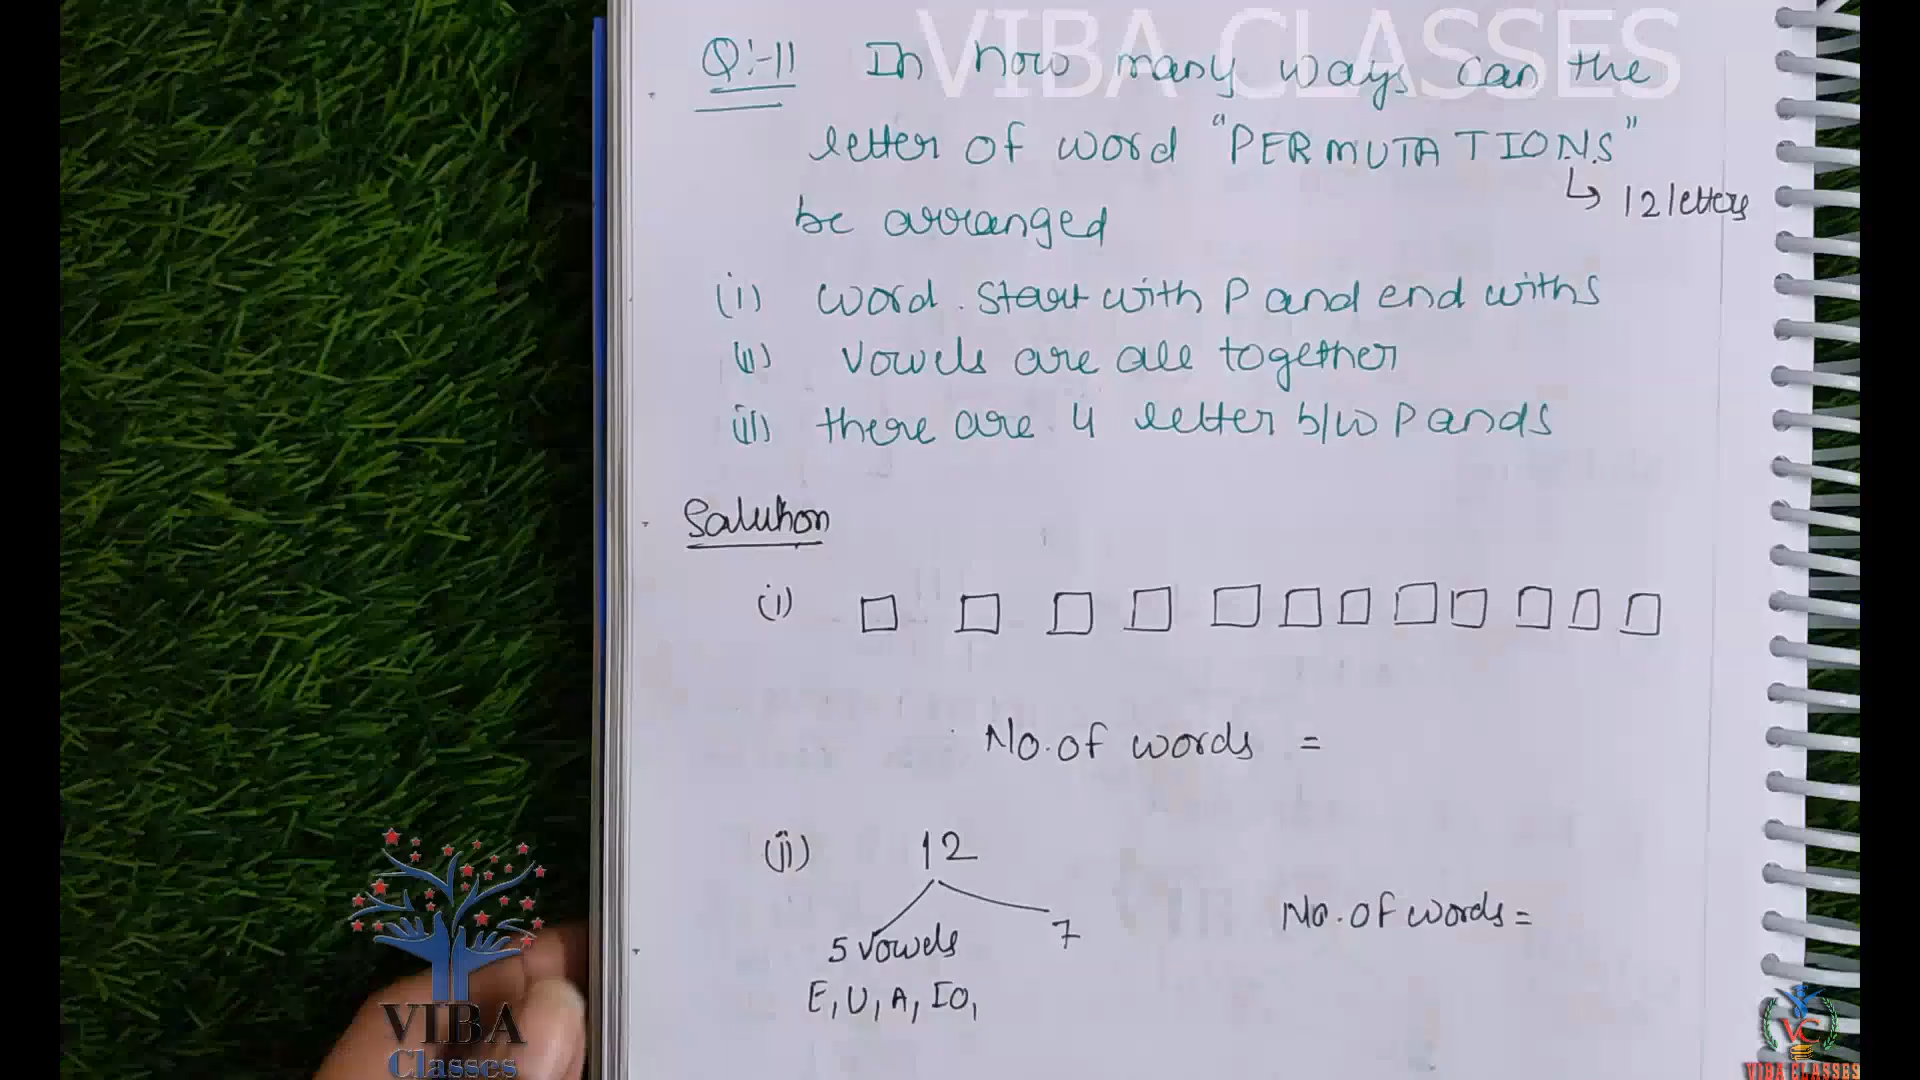 VIBA CLASSES
Q:-11 In how many ways can the
letter of word "PERMUTATIONS"
↳ 12 letters
be arranged
(i) word. start with P and end with S
(ii) vowels are all together
(iii) there are 4 letter b/w P and S
Solution
(i) □ □ □ □ □ □ □ □ □ □ □ □
No. of words =
(ii) 12
5 vowels 7
No. of words =
E, U, A, I O,
VIBA
Classes
VC
VIBA CLASSES